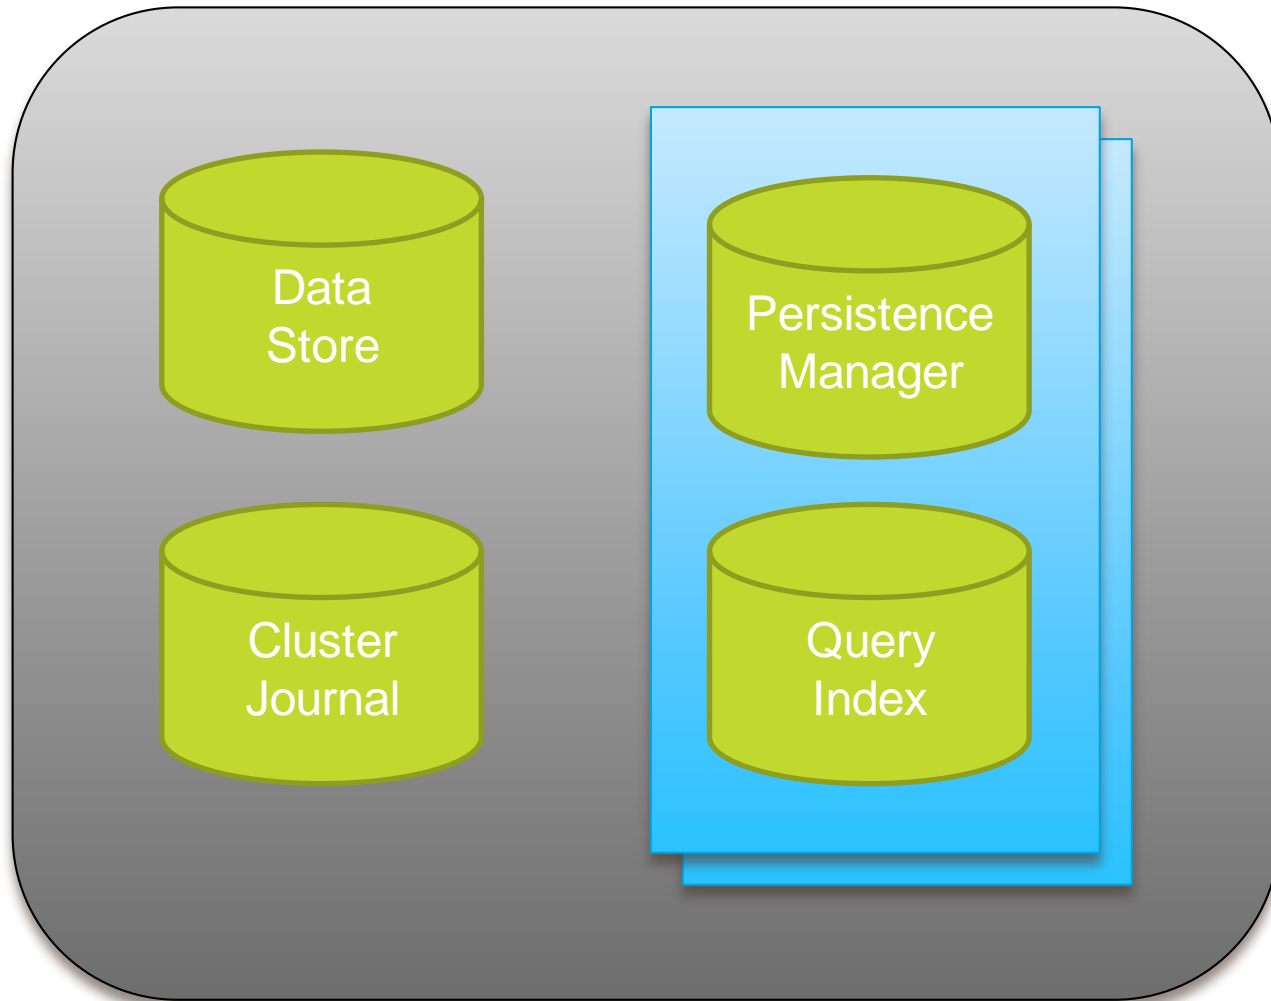 Data
Store
Persistence
Manager
Cluster
Journal
Query
Index